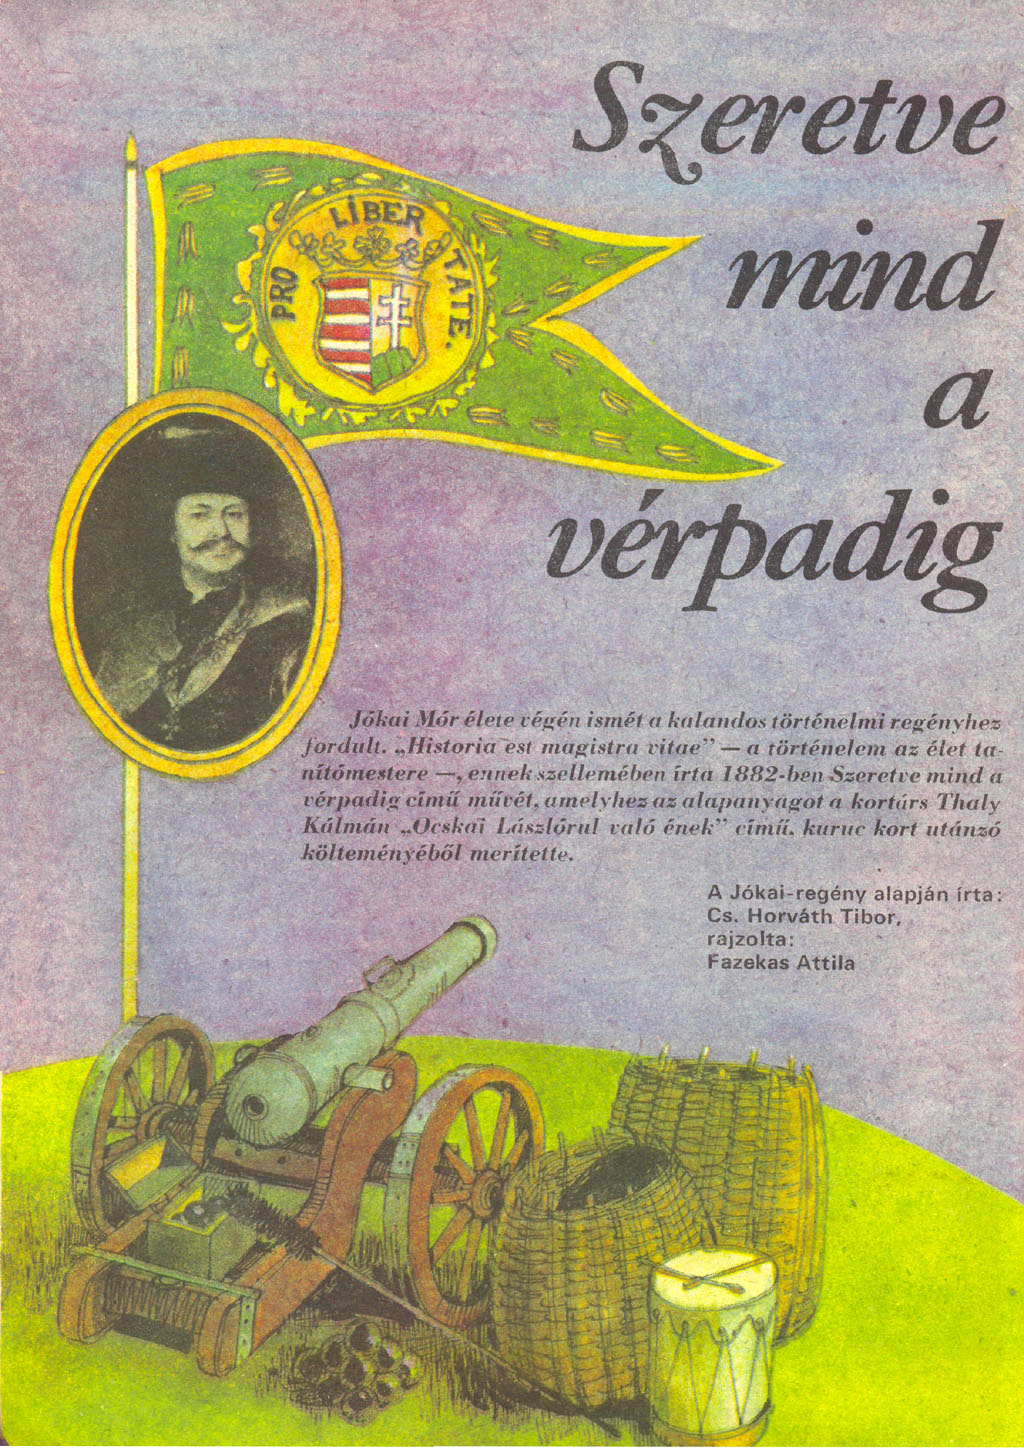 Szeretve
mind
a
vérpadig
PRO LIBERTATE.
Jókai Mór élete végén ismét a kalandos történelmi regényhez
fordult. „Historia est magistra vitae” — a történelem az élet ta-
nítómestere —, ennek szellemében írta 1882-ben Szeretve mind a
vérpadig című művét, amelyhez az alapanyagot a kortárs Thaly
Kálmán „Ocskai Lászlórul való ének” című, kuruc kort utánzó
költeményéből merítette.
A Jókai-regény alapján írta:
Cs. Horváth Tibor,
rajzolta:
Fazekas Attila